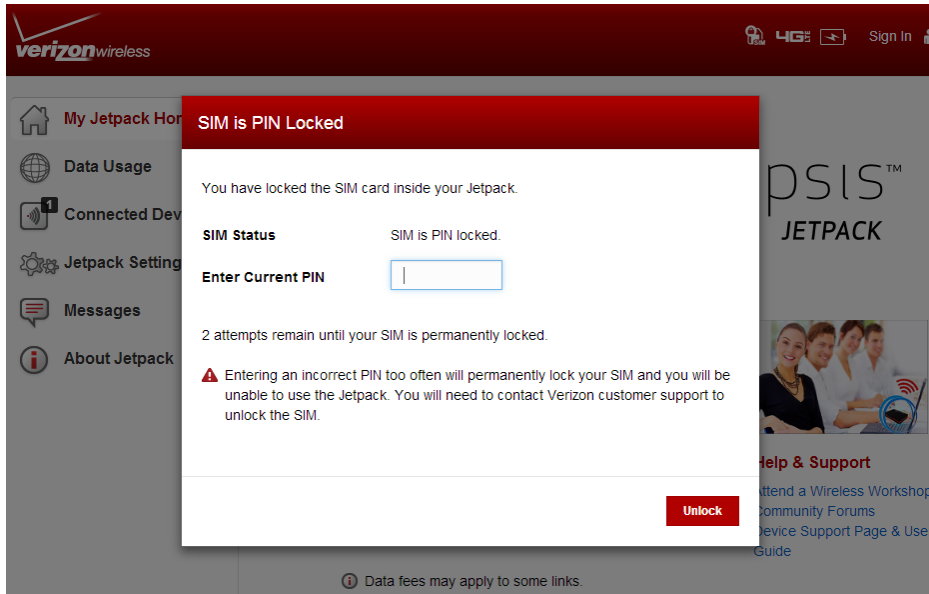 verizonwireless
SIM
4G LTE
Sign In
My Jetpack Hor
Data Usage
1
Connected Dev
Jetpack Setting
Messages
About Jetpack
SIM is PIN Locked
You have locked the SIM card inside your Jetpack.
SIM Status SIM is PIN locked.
Enter Current PIN
2 attempts remain until your SIM is permanently locked.
Entering an incorrect PIN too often will permanently lock your SIM and you will be
unable to use the Jetpack. You will need to contact Verizon customer support to
unlock the SIM.
Unlock
psis™
JETPACK
Help & Support
Attend a Wireless Workshop
Community Forums
Device Support Page & Use
Guide
Data fees may apply to some links.